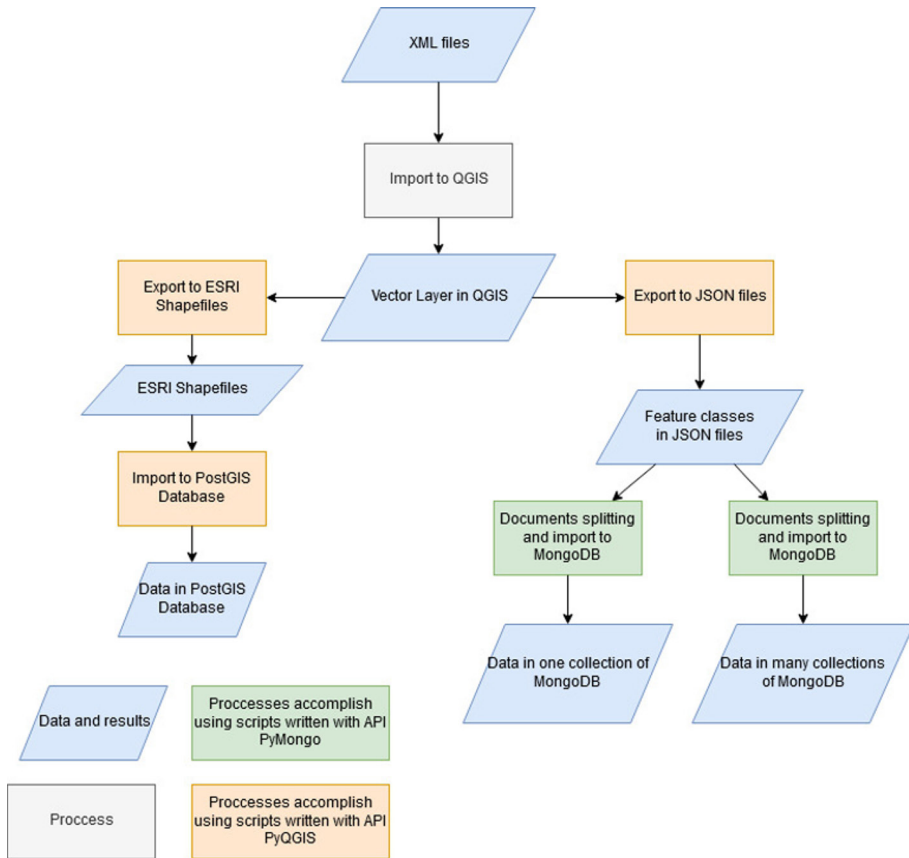 XML files
Import to QGIS
Export to ESRI
Shapefiles
Vector Layer in QGIS
Export to JSON files
ESRI Shapefiles
Feature classes
in JSON files
Import to PostGIS
Database
Documents splitting
and import to
MongoDB
Documents splitting
and import to
MongoDB
Data in PostGIS
Database
Data in one collection of
MongoDB
Data in many collections
of MongoDB
Data and results
Proccesses accomplish
using scripts written with API
PyMongo
Proccess
Proccesses accomplish
using scripts written with API
PyQGIS